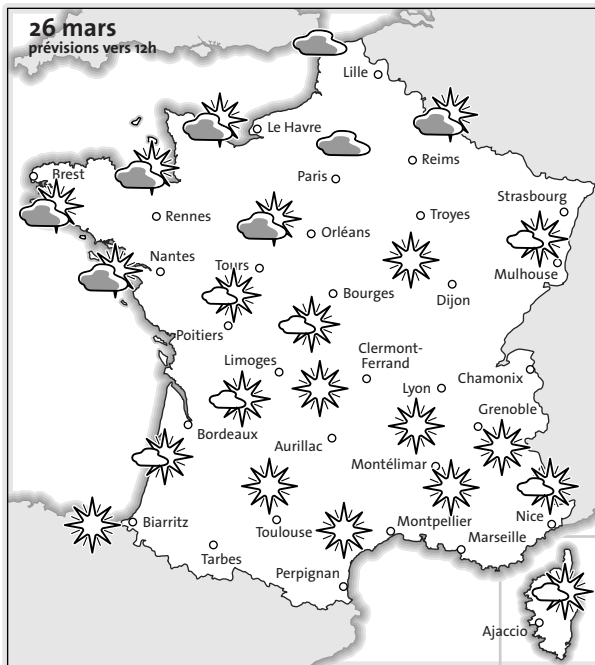 26 mars
prévisions vers 12h
Lille
Le Havre
Reims
Paris
Brest
Strasbourg
Rennes
Troyes
Orléans
Nantes
Tours
Mulhouse
Bourges
Dijon
Poitiers
Clermont-
Ferrand
Limoges
Chamonix
Lyon
Grenoble
Bordeaux
Aurillac
Montélimar
Nice
Biarritz
Toulouse
Montpellier
Marseille
Tarbes
Perpignan
Ajaccio